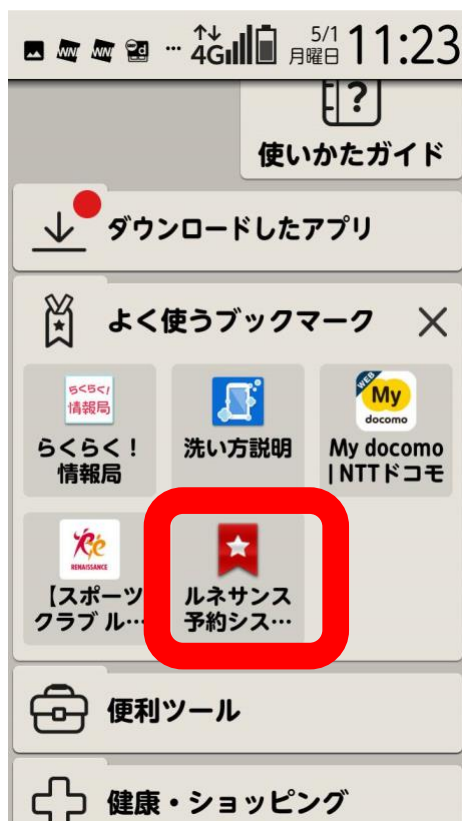 4G 5/1 月曜日 11:23
使いかたガイド
ダウンロードしたアプリ
よく使うブックマーク
らくらく!
情報局
My
docomo
らくらく!
情報局
洗い方説明
My docomo
|NTTドコモ
RENAISSANCE
【スポーツ
クラブ ル…
ルネサンス
予約シス…
便利ツール
健康・ショッピング